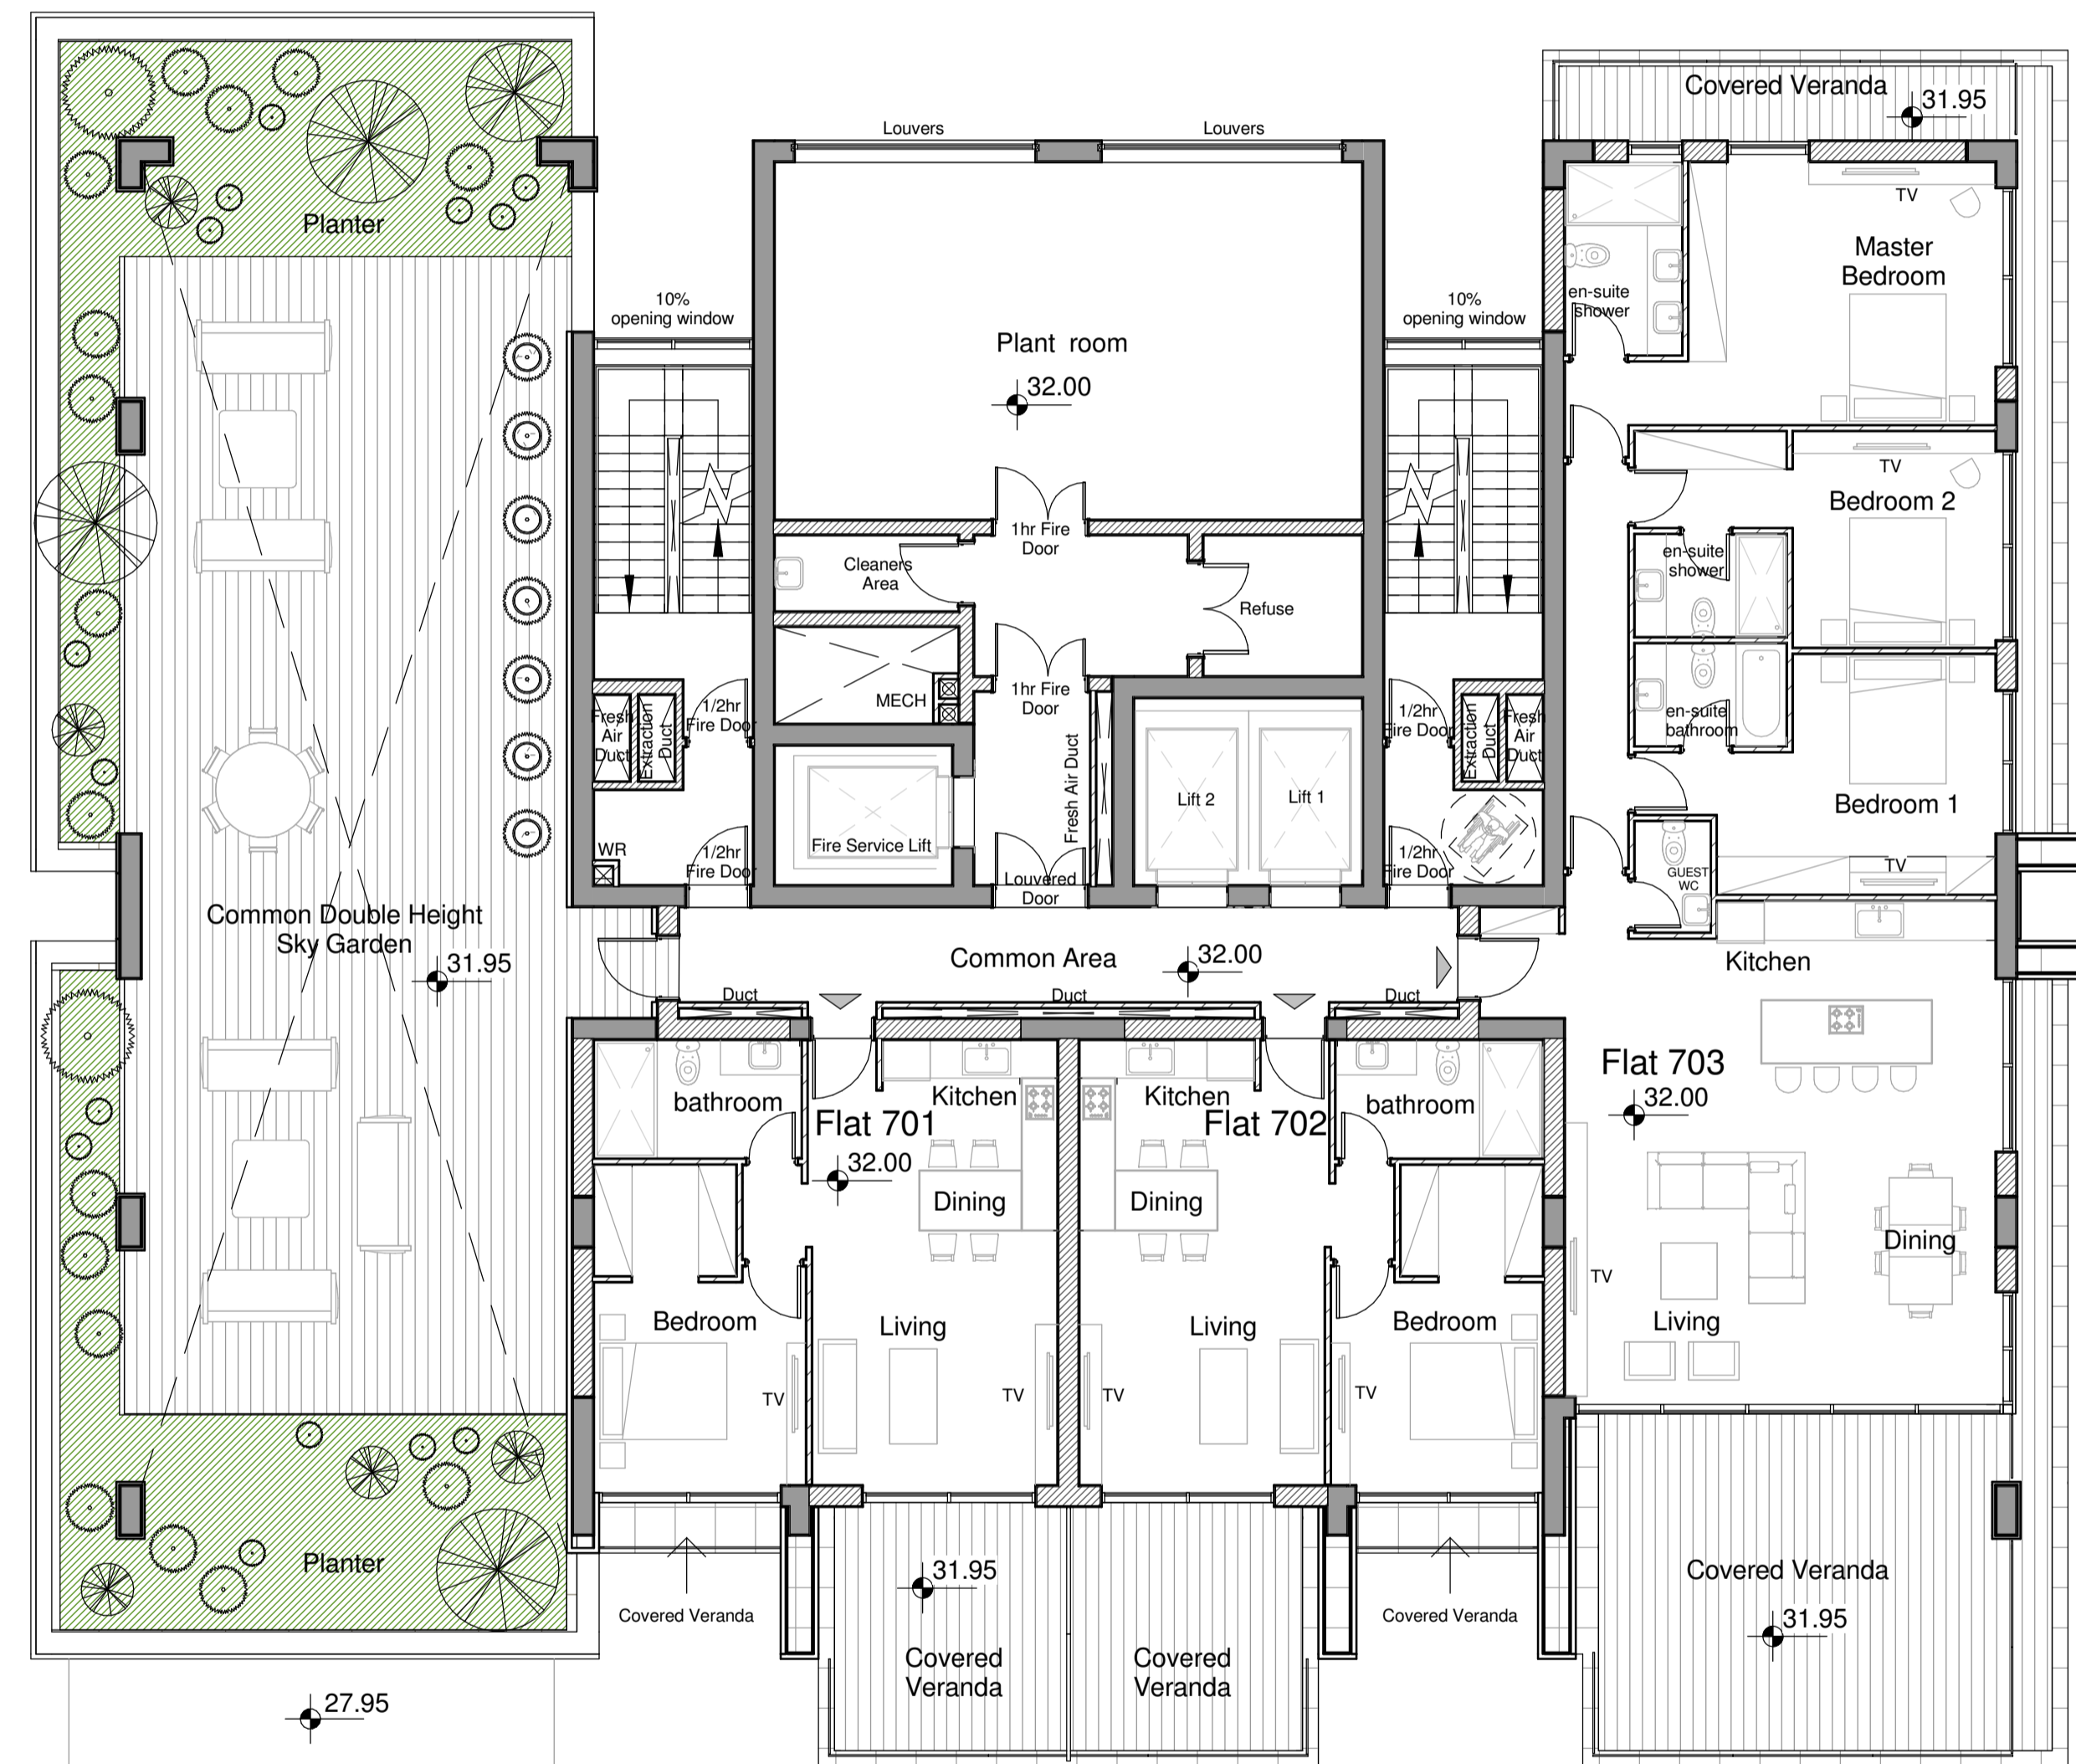 Covered Veranda
31.95
Louvers
Louvers
TV
Planter
Master
Bedroom
10%
opening window
10%
opening window
en-suite
shower
Plant room
32.00
TV
Bedroom 2
1hr Fire
Door
Cleaners
Area
en-suite
shower
Refuse
MECH
1hr Fire
Door
Fresh
Air
Duct
Extraction
Duct
1/2hr
Fire Door
1/2hr
Fire Door
Extraction
Duct
Fresh
Air
Duct
en-suite
bathroom
Fresh Air Duct
Lift 2
Lift 1
Bedroom 1
Fire Service Lift
WR
1/2hr
Fire Door
1/2hr
Fire Door
TV
GUEST
WC
Louvered
Door
Common Double Height
Sky Garden
31.95
Common Area
32.00
Kitchen
Duct
Duct
Duct
Flat 703
32.00
bathroom
Kitchen
Kitchen
bathroom
Flat 701
32.00
Flat 702
Dining
Dining
Dining
TV
Bedroom
Living
Living
Bedroom
Living
TV
TV
TV
TV
Planter
31.95
Covered Veranda
31.95
Covered Veranda
Covered Veranda
Covered
Veranda
Covered
Veranda
27.95